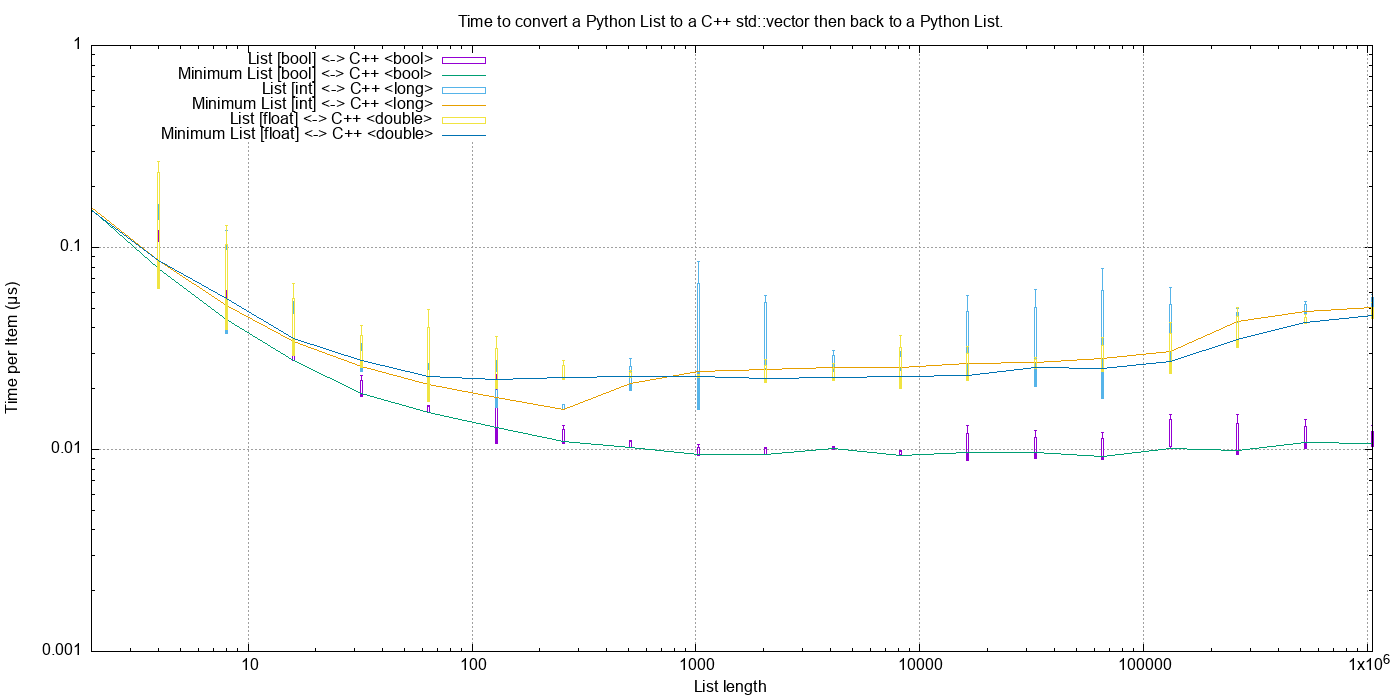 Time to convert a Python List to a C++ std::vector then back to a Python List.
List [bool] <-> C++ <bool>
Minimum List [bool] <-> C++ <bool>
List [int] <-> C++ <long>
Minimum List [int] <-> C++ <long>
List [float] <-> C++ <double>
Minimum List [float] <-> C++ <double>
Time per Item (µs)
1
0.1
0.01
0.001
10
100
1000
10000
100000
1x10⁶
List length